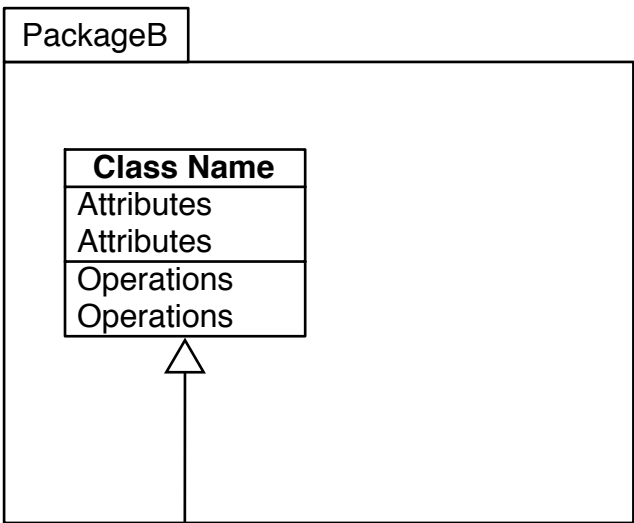 PackageB
Class Name
Attributes
Attributes
Operations
Operations